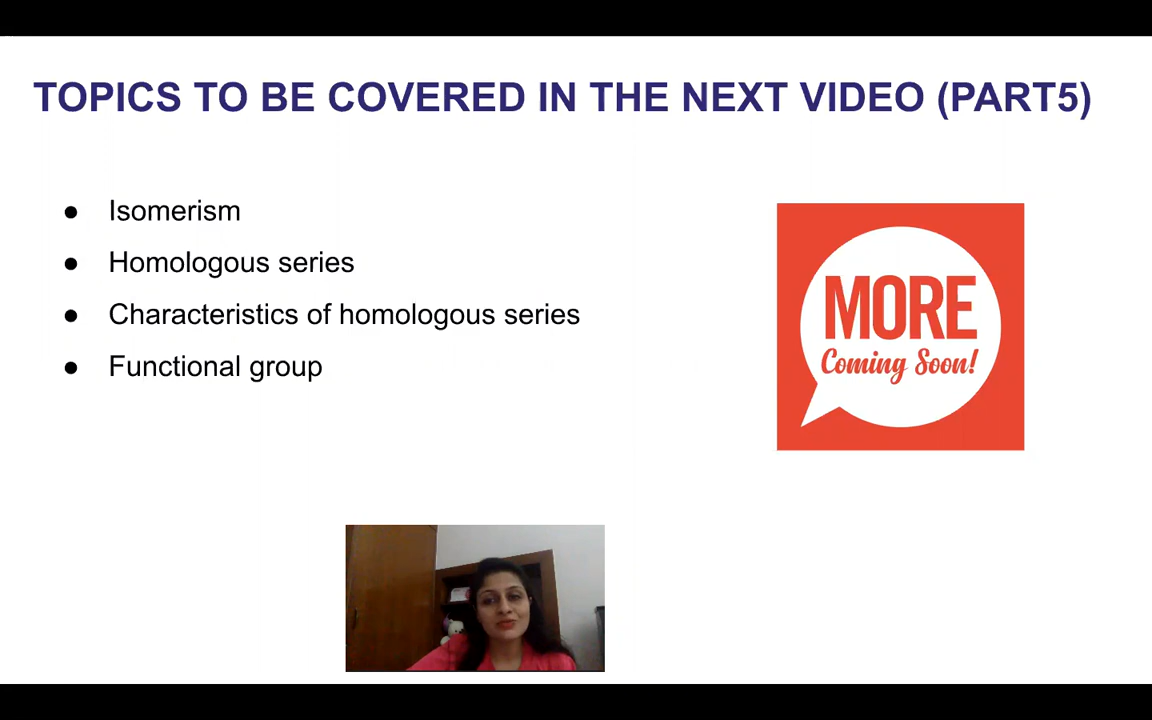 TOPICS TO BE COVERED IN THE NEXT VIDEO (PART5)
● Isomerism
● Homologous series
● Characteristics of homologous series
● Functional group
MORE
Coming Soon!